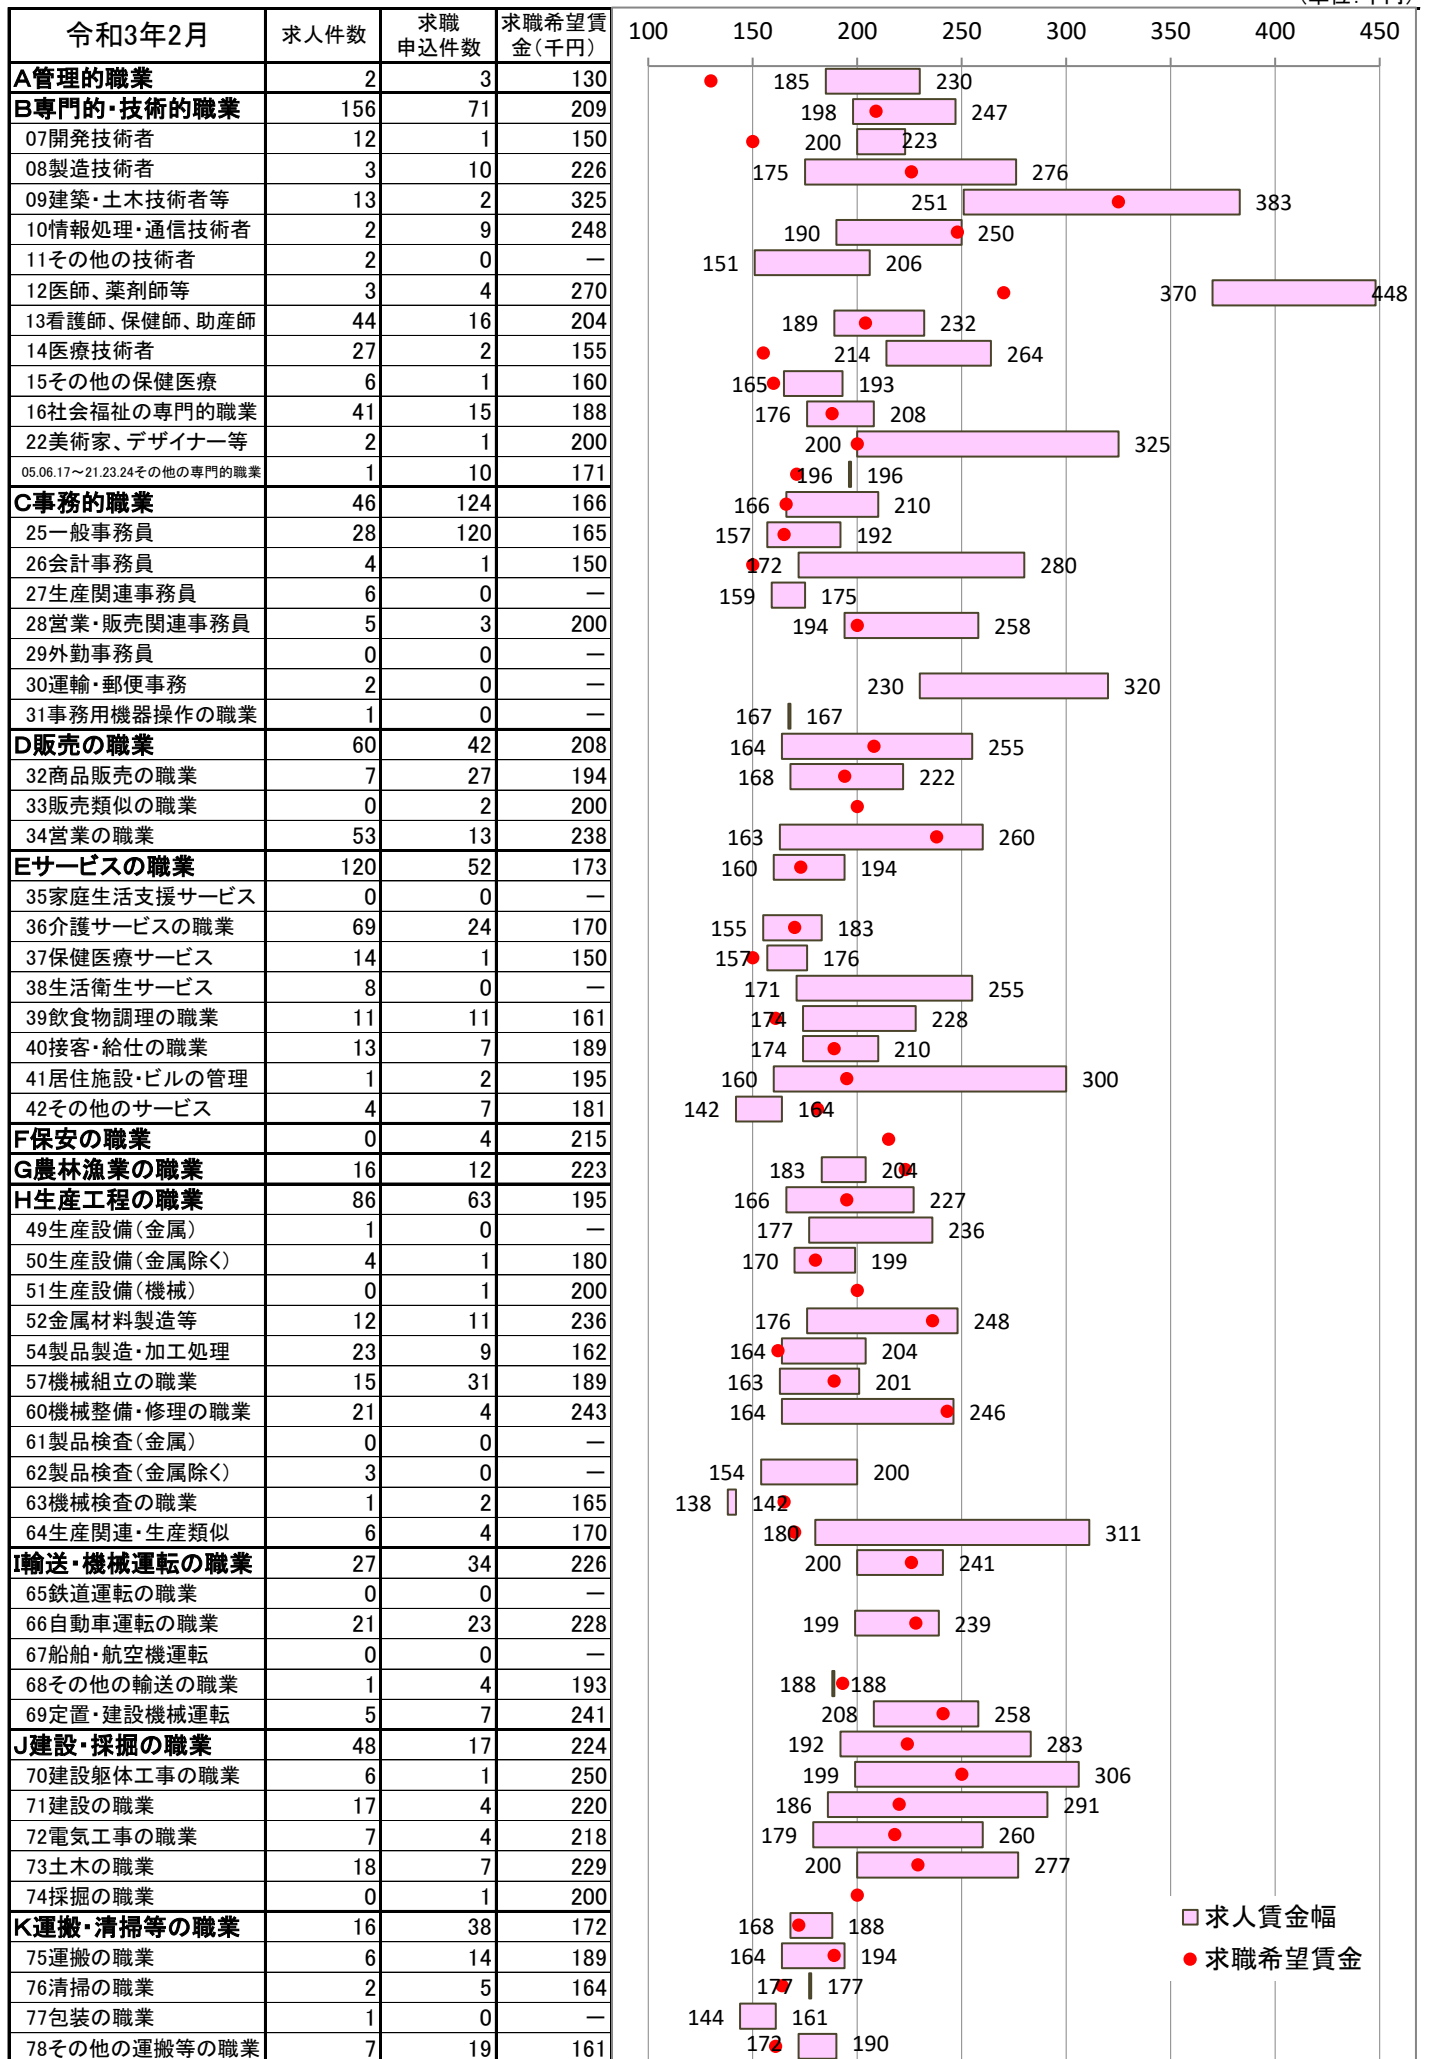 (単位:千円)
令和3年2月 求人件数 求職申込件数 求職希望賃金(千円) 100 150 200 250 300 350 400 450
A管理的職業 2 3 130 185 230
B専門的・技術的職業 156 71 209 198 247
07開発技術者 12 1 150 200 223
08製造技術者 3 10 226 175 276
09建築・土木技術者等 13 2 325 251 383
10情報処理・通信技術者 2 9 248 190 250
11その他の技術者 2 0 － 151 206
12医師、薬剤師等 3 4 270 370 448
13看護師、保健師、助産師 44 16 204 189 232
14医療技術者 27 2 155 214 264
15その他の保健医療 6 1 160 165 193
16社会福祉の専門的職業 41 15 188 176 208
22美術家、デザイナー等 2 1 200 200 325
05.06.17～21.23.24その他の専門的職業 1 10 171 196 196
C事務的職業 46 124 166 166 210
25一般事務員 28 120 165 157 192
26会計事務員 4 1 150 172 280
27生産関連事務員 6 0 － 159 175
28営業・販売関連事務員 5 3 200 194 258
29外勤事務員 0 0 －
30運輸・郵便事務 2 0 － 230 320
31事務用機器操作の職業 1 0 － 167 167
D販売の職業 60 42 208 164 255
32商品販売の職業 7 27 194 168 222
33販売類似の職業 0 2 200
34営業の職業 53 13 238 163 260
Eサービスの職業 120 52 173 160 194
35家庭生活支援サービス 0 0 －
36介護サービスの職業 69 24 170 155 183
37保健医療サービス 14 1 150 157 176
38生活衛生サービス 8 0 － 171 255
39飲食物調理の職業 11 11 161 174 228
40接客・給仕の職業 13 7 189 174 210
41居住施設・ビルの管理 1 2 195 160 300
42その他のサービス 4 7 181 142 164
F保安の職業 0 4 215
G農林漁業の職業 16 12 223 183 204
H生産工程の職業 86 63 195 166 227
49生産設備(金属) 1 0 － 177 236
50生産設備(金属除く) 4 1 180 170 199
51生産設備(機械) 0 1 200
52金属材料製造等 12 11 236 176 248
54製品製造・加工処理 23 9 162 164 204
57機械組立の職業 15 31 189 163 201
60機械整備・修理の職業 21 4 243 164 246
61製品検査(金属) 0 0 －
62製品検査(金属除く) 3 0 － 154 200
63機械検査の職業 1 2 165 138 142
64生産関連・生産類似 6 4 170 180 311
I輸送・機械運転の職業 27 34 226 200 241
65鉄道運転の職業 0 0 －
66自動車運転の職業 21 23 228 199 239
67船舶・航空機運転 0 0 －
68その他の輸送の職業 1 4 193 188 188
69定置・建設機械運転 5 7 241 208 258
J建設・採掘の職業 48 17 224 192 283
70建設躯体工事の職業 6 1 250 199 306
71建設の職業 17 4 220 186 291
72電気工事の職業 7 4 218 179 260
73土木の職業 18 7 229 200 277
74採掘の職業 0 1 200
K運搬・清掃等の職業 16 38 172 168 188 求人賃金幅
75運搬の職業 6 14 189 164 194 求職希望賃金
76清掃の職業 2 5 164 177 177
77包装の職業 1 0 － 144 161
78その他の運搬等の職業 7 19 161 172 190